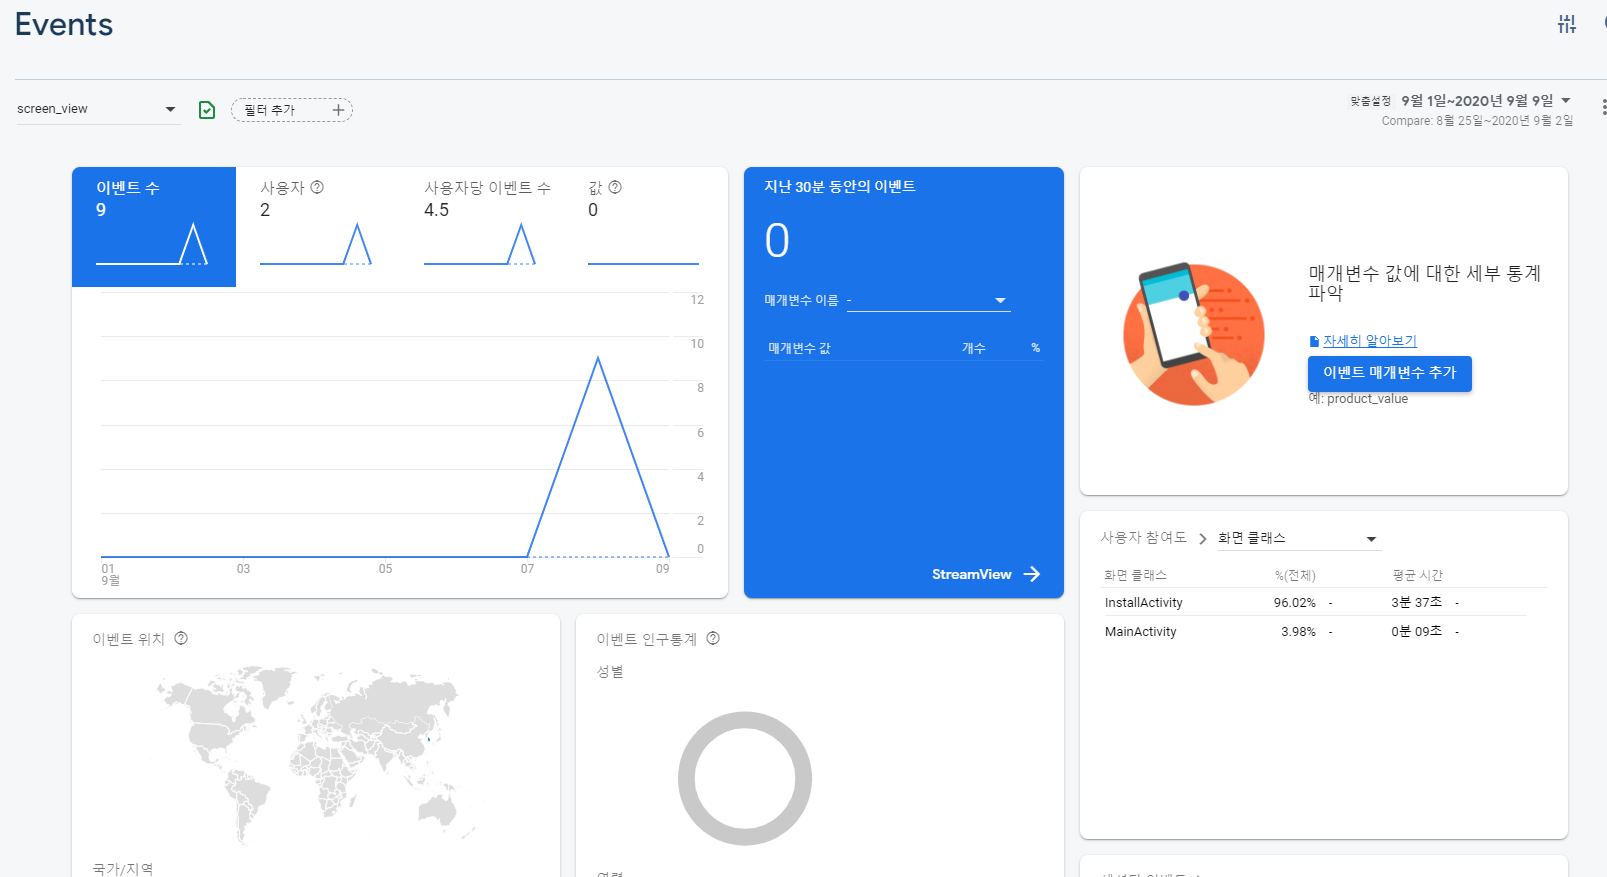 Events
screen_view
필터 추가
맞춤설정 9월 1일~2020년 9월 9일
Compare: 8월 25일~2020년 9월 2일
이벤트 수
9
사용자
2
사용자당 이벤트 수
4.5
값
0
12
10
8
6
4
2
0
01
9월
03
05
07
09
지난 30분 동안의 이벤트
0
매개변수 이름 -
매개변수 값 개수 %
StreamView
매개변수 값에 대한 세부 통계
파악
자세히 알아보기
이벤트 매개변수 추가
예: product_value
사용자 참여도 화면 클래스
화면 클래스 %(전체) 평균 시간
InstallActivity 96.02% - 3분 37초 -
MainActivity 3.98% - 0분 09초 -
이벤트 위치
국가/지역
이벤트 인구통계
성별